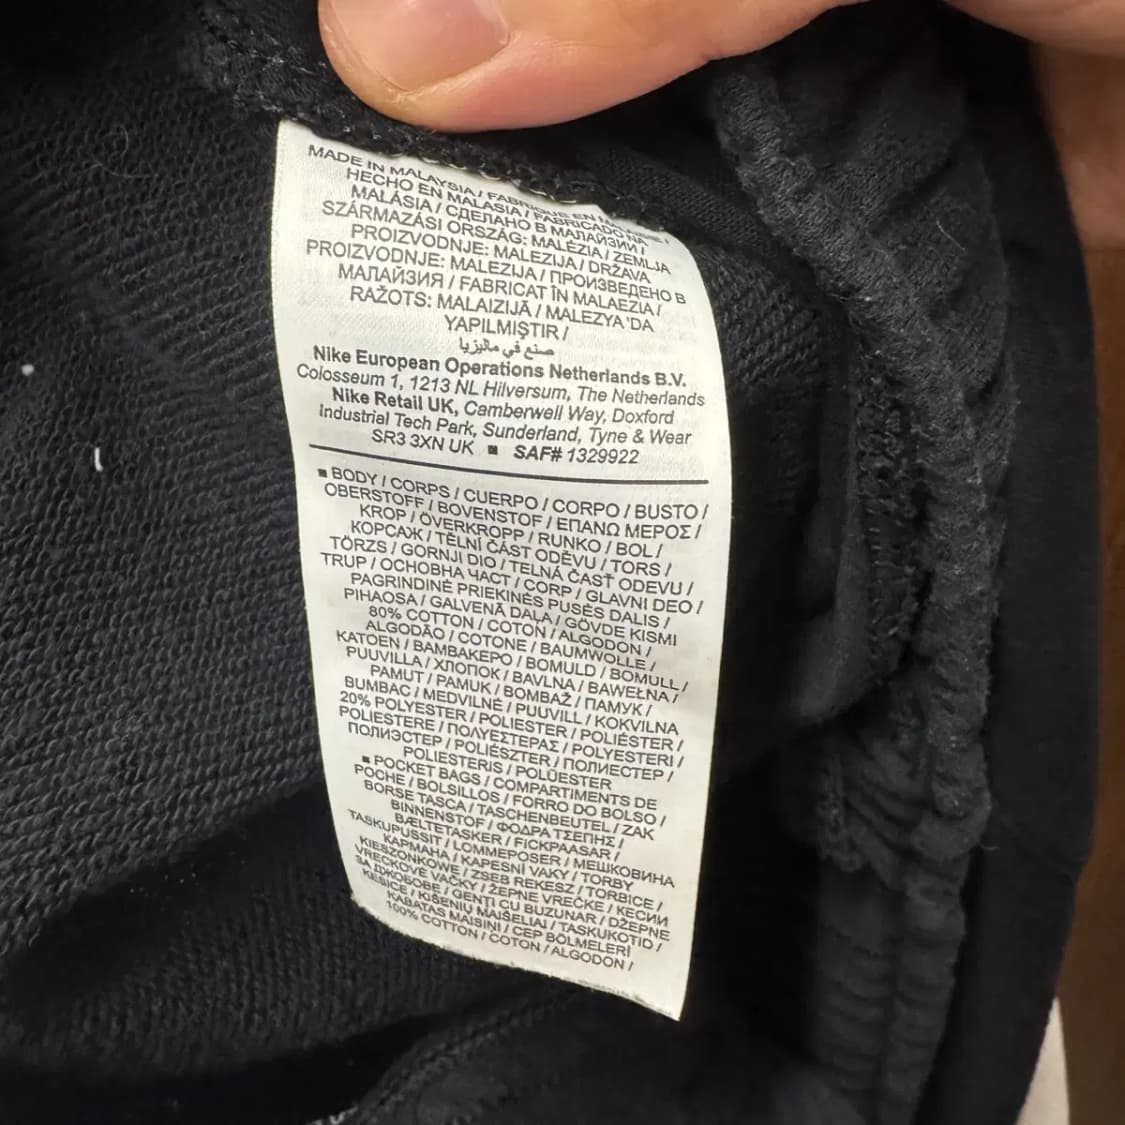 MADE IN MALAYSIA / FABRIQUÉ EN
HECHO EN MALASIA / FABRICADO NA
MALÁSIA / СДЕЛАНО В МАЛАЙЗИИ /
SZÁRMAZÁSI ORSZÁG: MALÉZIA / ZEMLJA
PROIZVODNJE: MALEZIJA / DRŽAVA
PROIZVODNJE: MALEZIJA / ПРОИЗВЕДЕНО В
МАЛАЙЗИЯ / FABRICAT ÎN MALAEZIA /
RAŽOTS: MALAIZIJĀ / MALEZYA 'DA
YAPILMIŞTIR /
صنع في ماليزيا
Nike European Operations Netherlands B.V.
Colosseum 1, 1213 NL Hilversum, The Netherlands
Nike Retail UK, Camberwell Way, Doxford
Industrial Tech Park, Sunderland, Tyne & Wear
SR3 3XN UK ■ SAF# 1329922
■ BODY / CORPS / CUERPO / CORPO / BUSTO /
OBERSTOFF / BOVENSTOF / ΕΠΑΝΩ ΜΕΡΟΣ /
KROP / ÖVERKROPP / RUNKO / BOL /
КОРСАЖ / TĚLNÍ ČÁST ODĚVU / TORS /
TÖRZS / GORNJI DIO / TELNÁ ČASŤ ODEVU /
TRUP / ОСНОВНА ЧАСТ / CORP / GLAVNI DEO /
PAGRINDINĖ PRIEKINĖS PUSĖS DALIS /
PIHAOSA / GALVENĀ DAĻA / GÖVDE KISMI
80% COTTON / COTON / ALGODON /
ALGODÃO / COTONE / BAUMWOLLE /
KATOEN / ΒΑΜΒΑΚΕΡΟ / BOMULD / BOMULL /
PUUVILLA / ХЛОПОК / BAVLNA / BAWEŁNA /
PAMUT / PAMUK / BOMBAŽ / ПАМУК /
BUMBAC / MEDVILNĖ / PUUVILL / KOKVILNA
20% POLYESTER / POLIESTER / POLIÉSTER /
POLIESTERE / ΠΟΛΥΕΣΤΕΡΑΣ / POLYESTERI /
ПОЛИЭСТЕР / POLIÉSZTER / ПОЛИЕСТЕР /
POLIESTERIS / POLÜESTER
■ POCKET BAGS / COMPARTIMENTS DE
POCHE / BOLSILLOS / FORRO DO BOLSO /
BORSE TASCA / TASCHENBEUTEL / ZAK
BINNENSTOF / ΦΟΔΡΑ ΤΣΕΠΗΣ /
BÆLTETASKER / FICKPAASAR /
TASKUPUSSIT / LOMMEPOSER / МЕШКОВИНА
КАРМАНА / KAPESNÍ VAKY / TORBY
KIESZONKOWE / ZSEB REKESZ / TORBICE /
VRECKOVÉ VAČKY / ŽEPNE VREČKE / КЕСИИ
ЗА ДЖОБОВЕ / GENȚI CU BUZUNAR / DŽEPNE
KESICE / KIŠENIŲ MAIŠELIAI / TASKUKOTID /
KABATAS MAISIŅI / CEP BÖLMELERİ
100% COTTON / COTON / ALGODON /